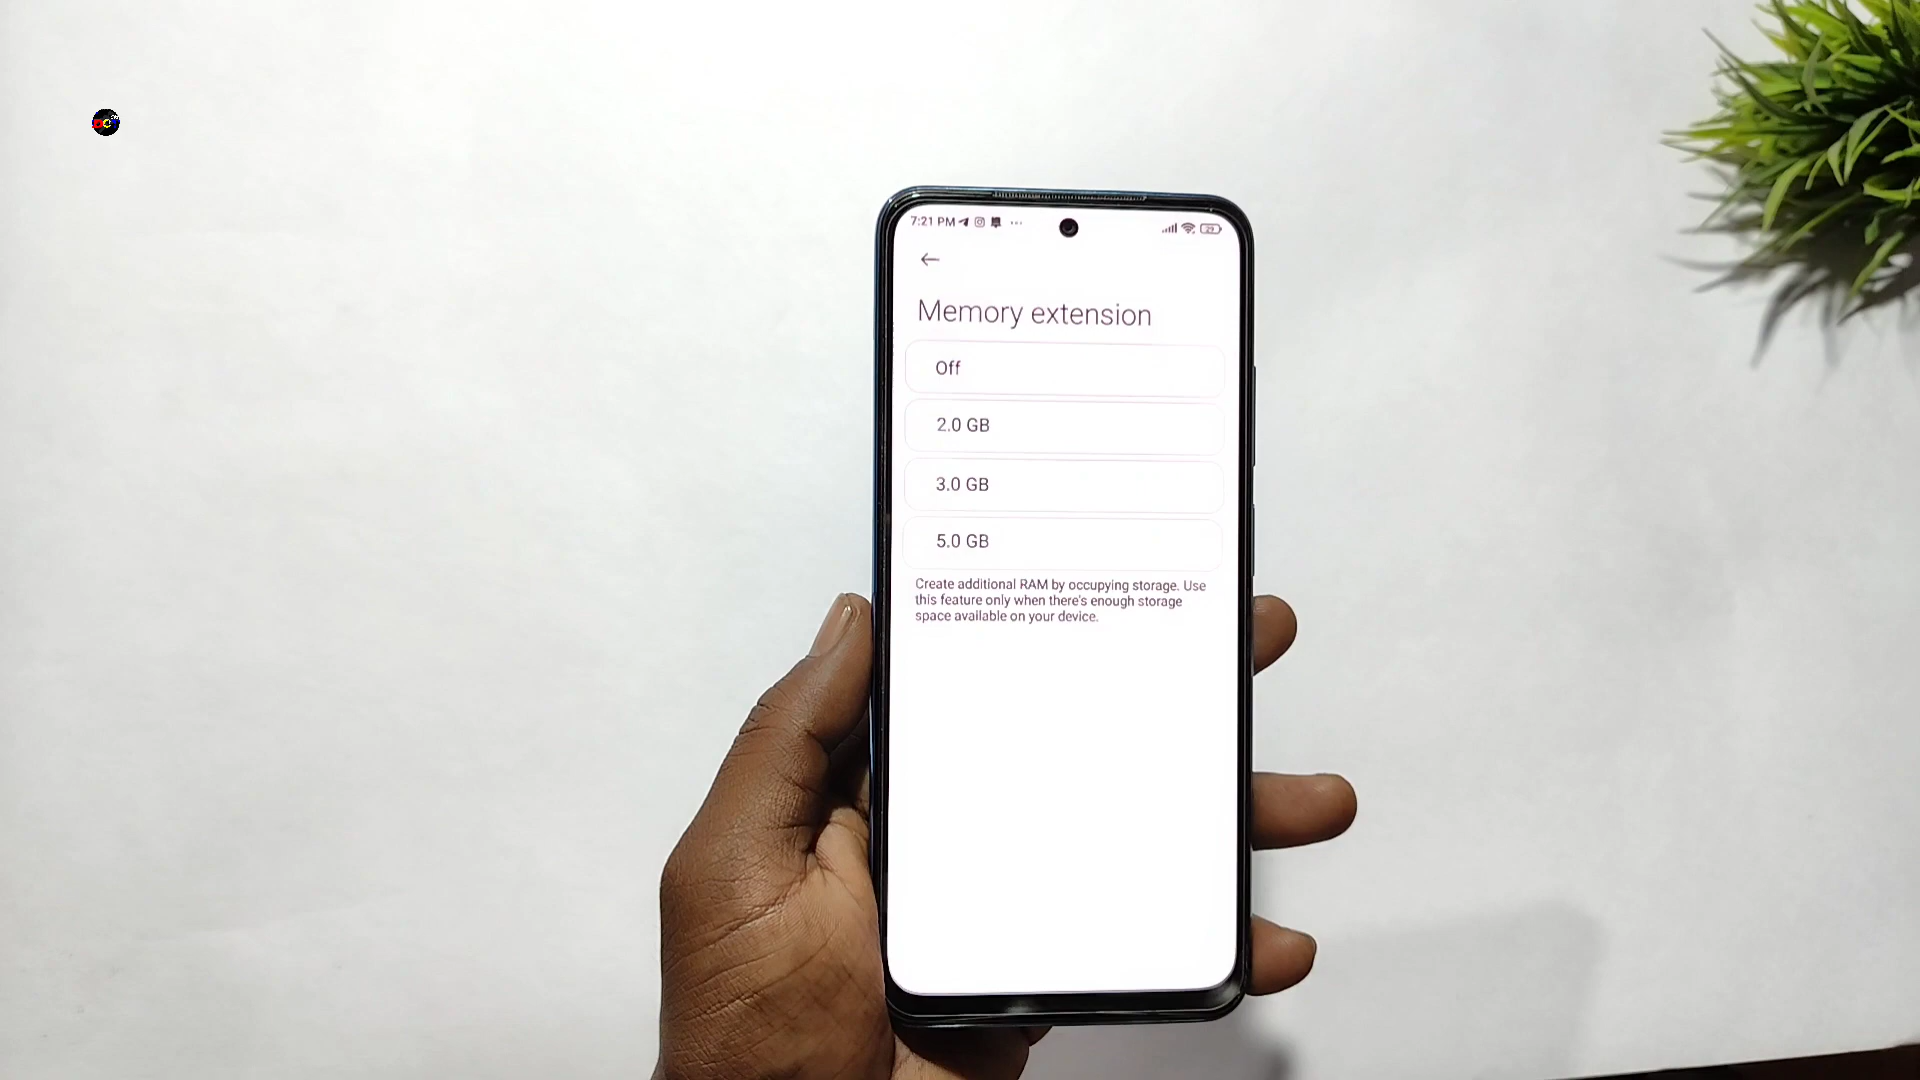 7:21 PM
29
Memory extension
Off
2.0 GB
3.0 GB
5.0 GB
Create additional RAM by occupying storage. Use
this feature only when there's enough storage
space available on your device.